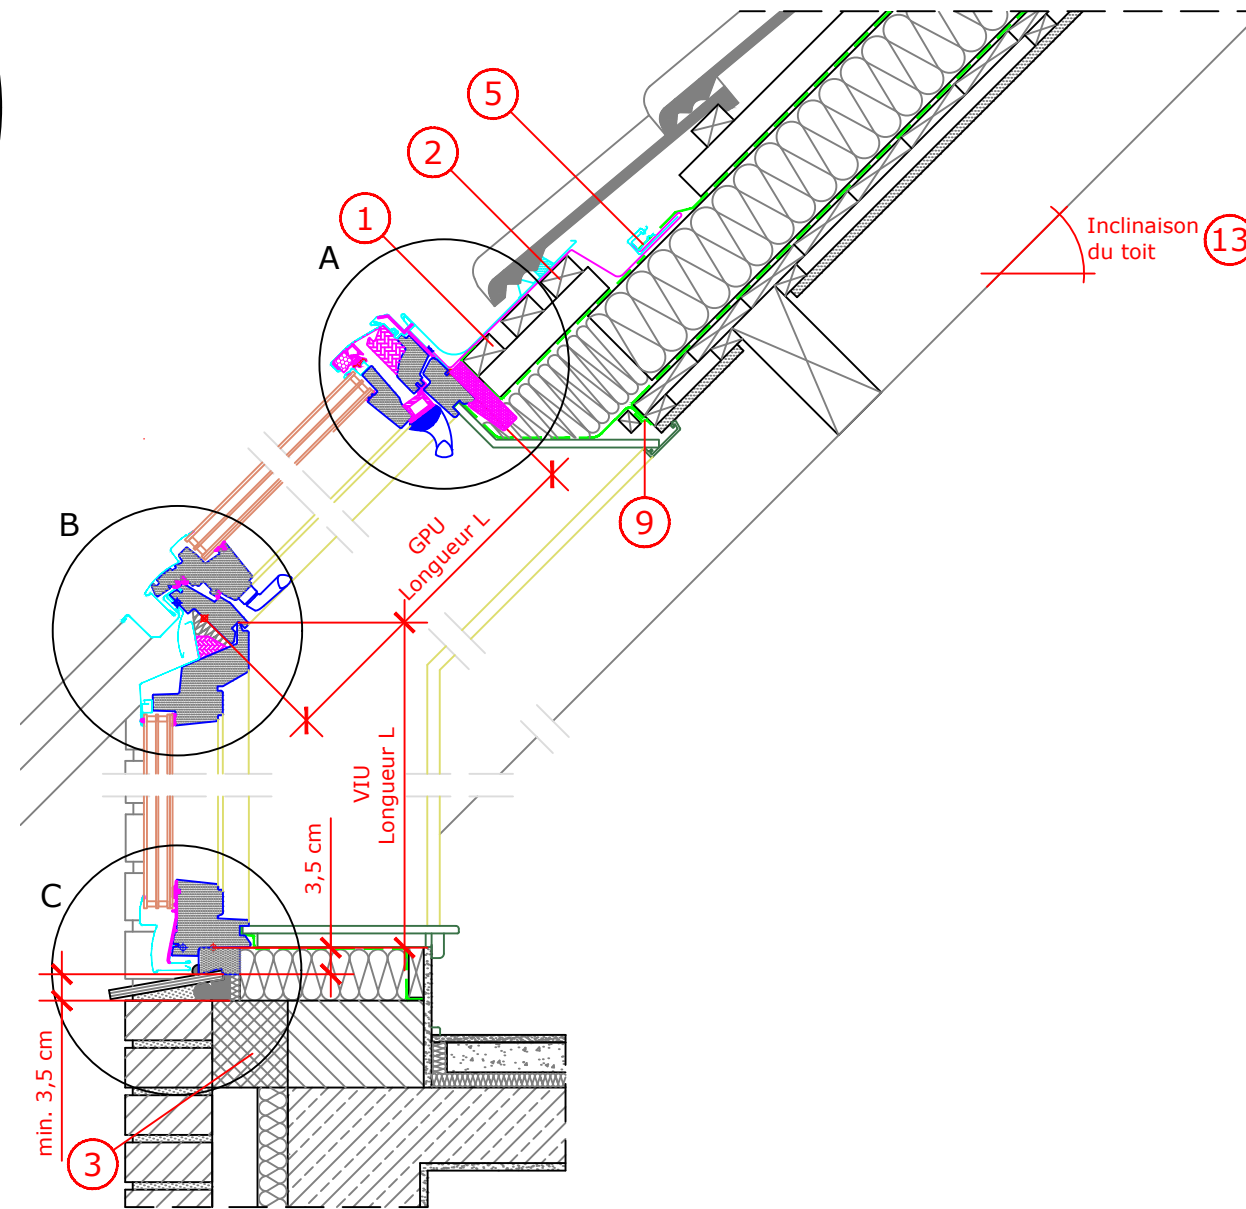 5
2
1
A
Inclinaison
du toit
13
B
9
GPU
Longueur L
VIU
Longueur L
3,5 cm
C
min. 3,5 cm
3